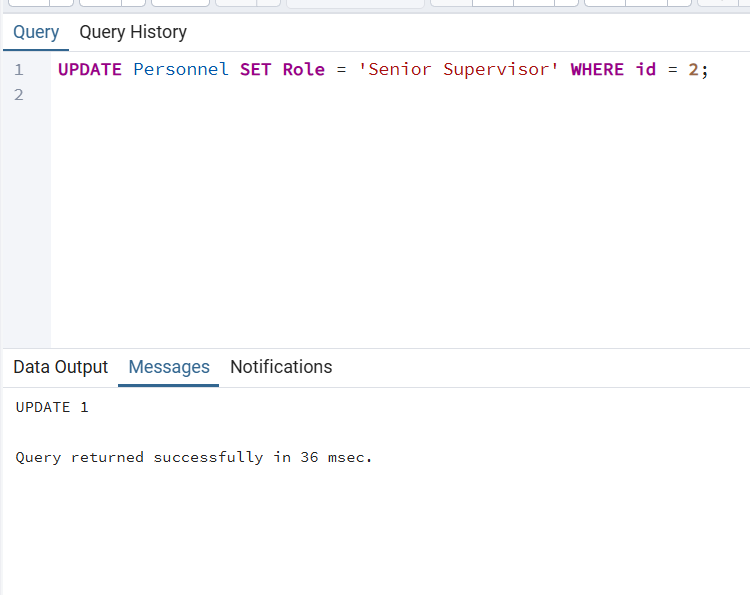 Query Query History
1 UPDATE Personnel SET Role = 'Senior Supervisor' WHERE id = 2;
2
Data Output Messages Notifications
UPDATE 1
Query returned successfully in 36 msec.